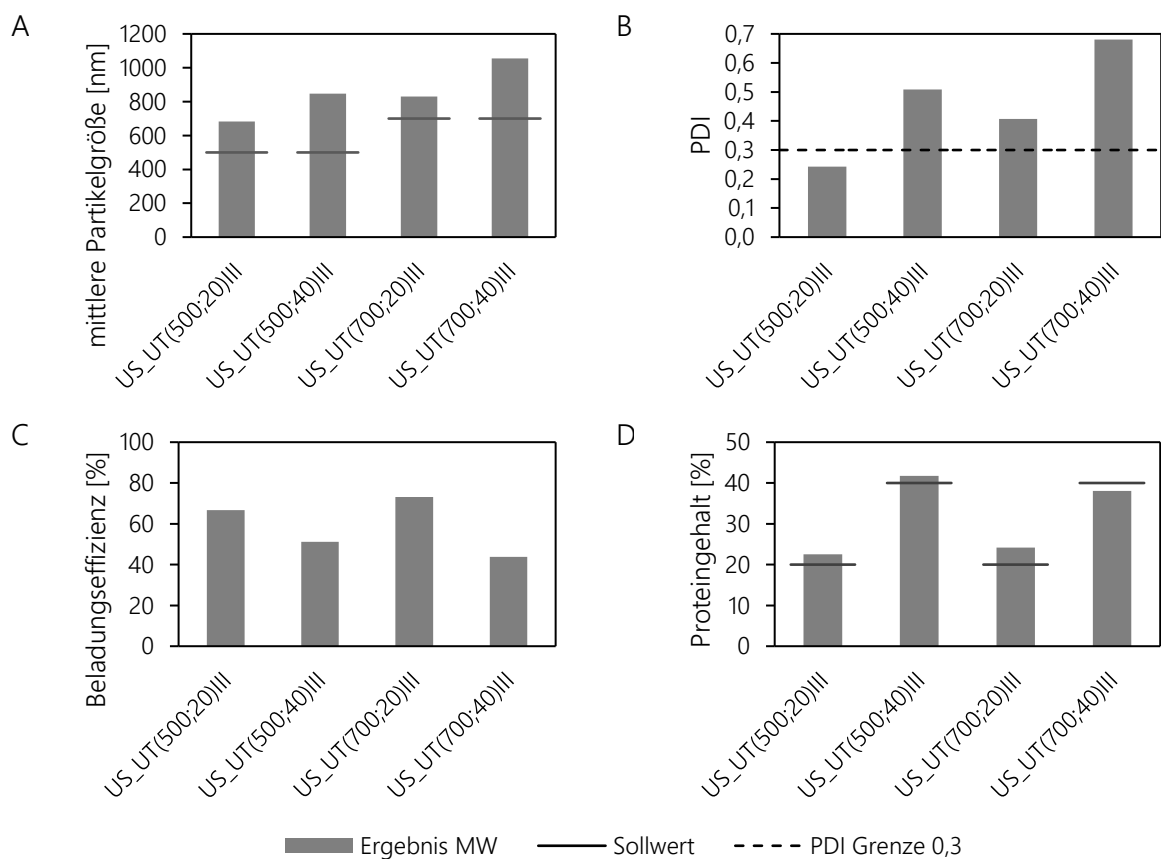 A
mittlere Partikelgröße [nm]
1200
1000
800
600
400
200
0
US_UT(500;20)III
US_UT(500;40)III
US_UT(700;20)III
US_UT(700;40)III
B
PDI
0,7
0,6
0,5
0,4
0,3
0,2
0,1
0,0
US_UT(500;20)III
US_UT(500;40)III
US_UT(700;20)III
US_UT(700;40)III
C
Beladungseffizienz [%]
100
80
60
40
20
0
US_UT(500;20)III
US_UT(500;40)III
US_UT(700;20)III
US_UT(700;40)III
D
Proteingehalt [%]
50
40
30
20
10
0
US_UT(500;20)III
US_UT(500;40)III
US_UT(700;20)III
US_UT(700;40)III
Ergebnis MW
Sollwert
PDI Grenze 0,3